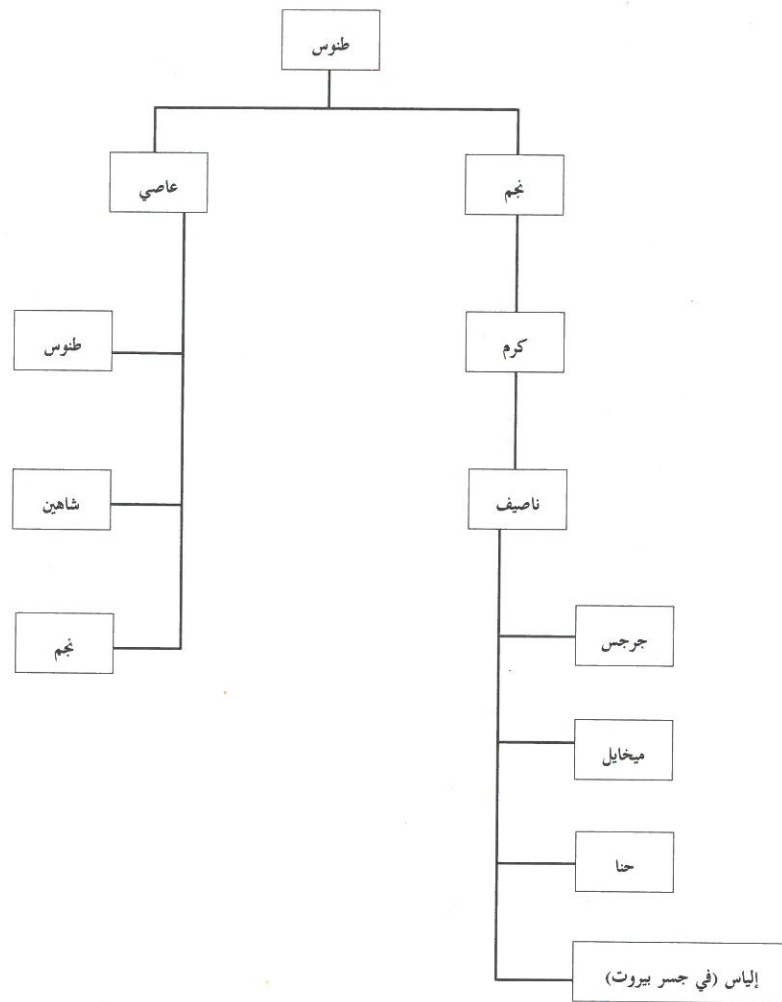 طنوس
نجم
عاصي
كرم
طنوس
ناصيف
شاهين
جرجس
نجم
ميخايل
حنا
إلياس (في جسر بيروت)